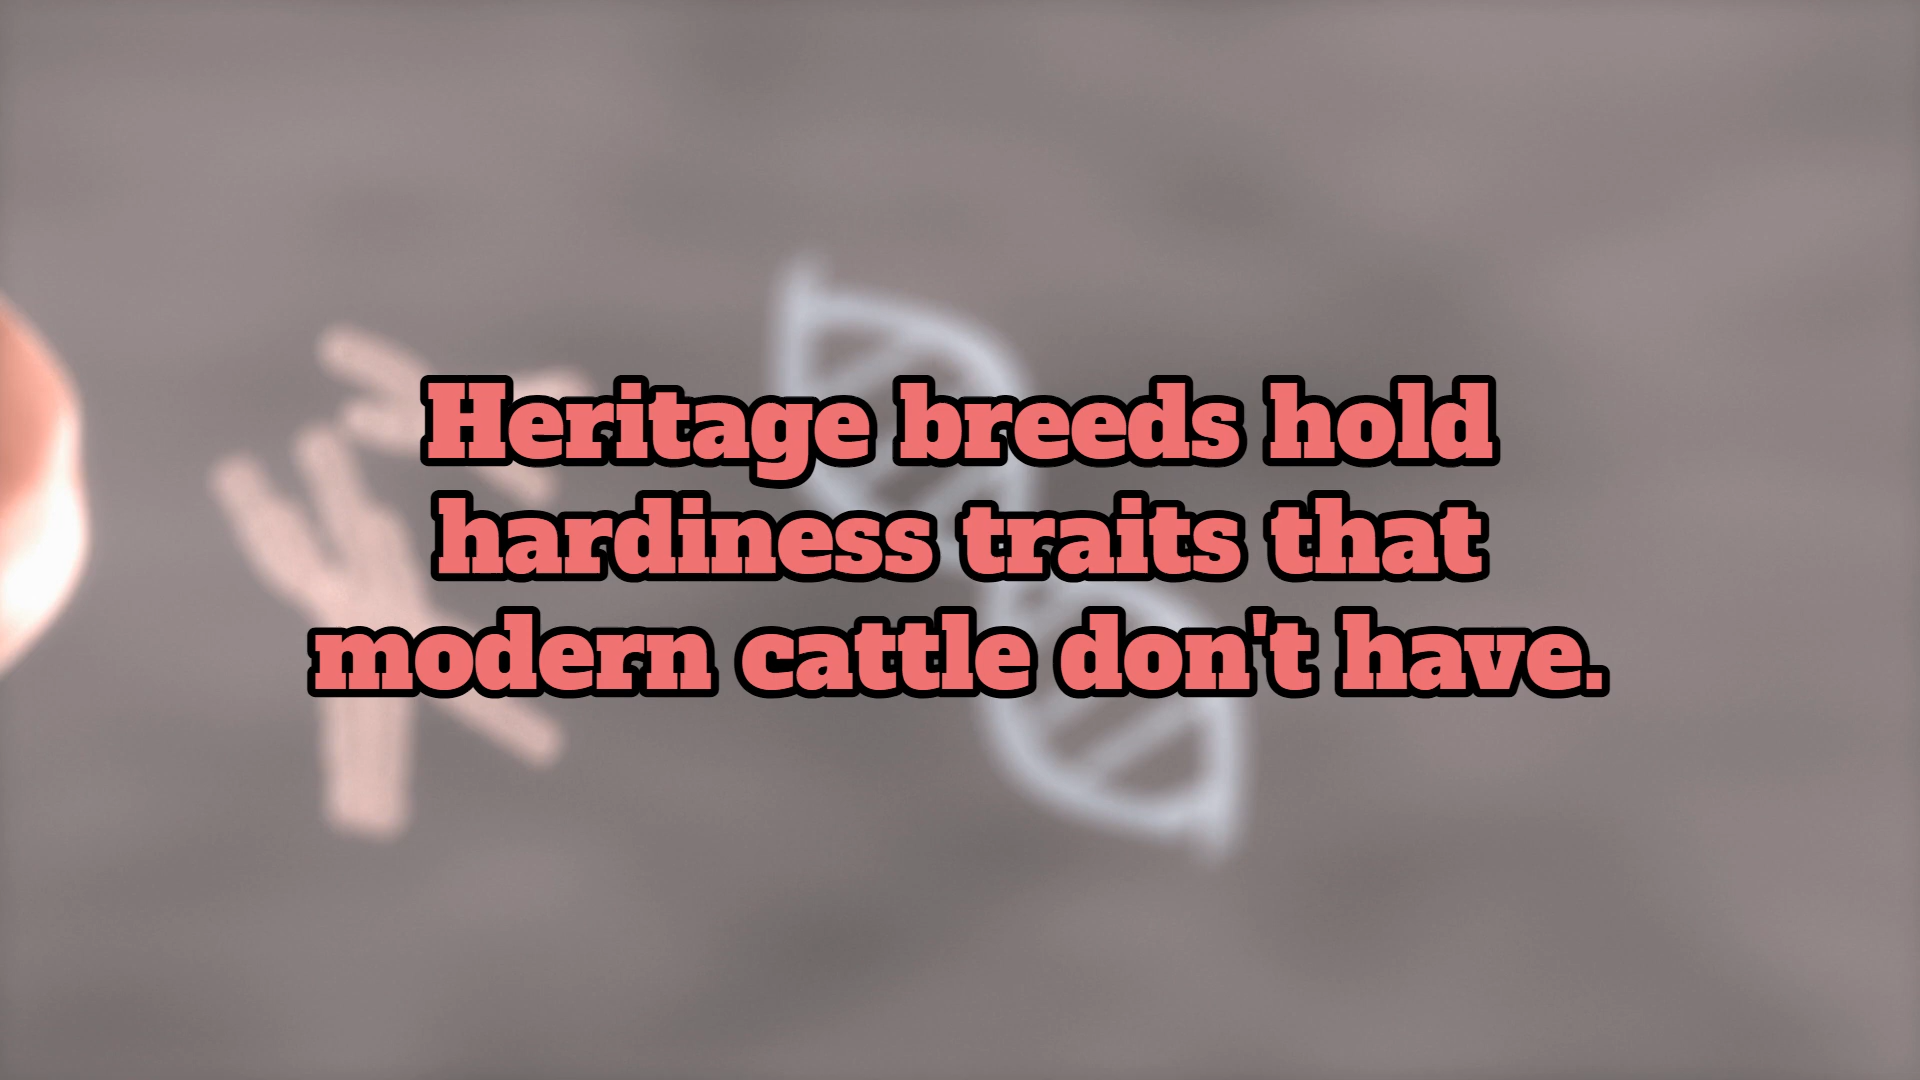 Heritage breeds hold
hardiness traits that
modern cattle don't have.